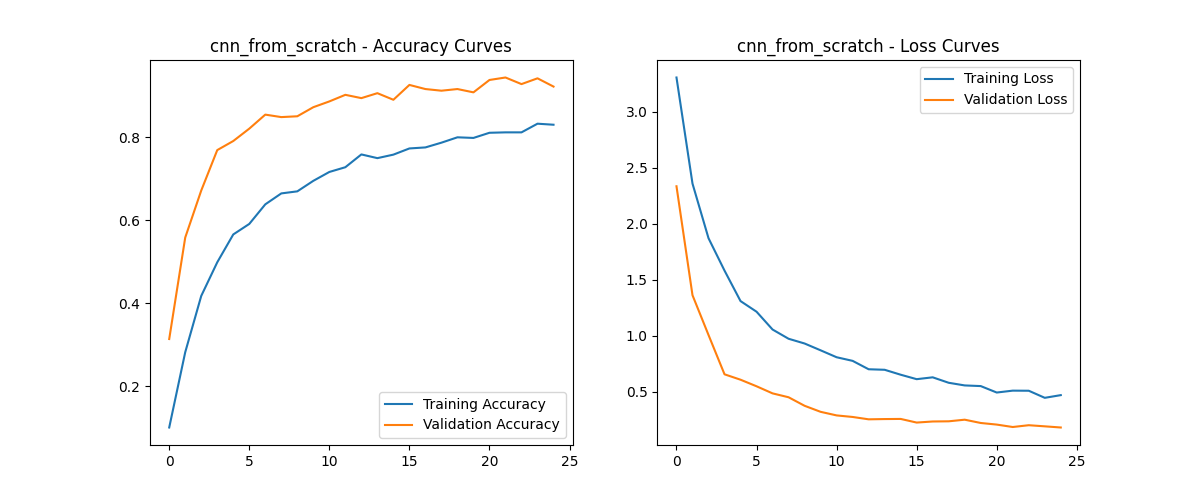 cnn_from_scratch - Accuracy Curves
0.8
0.6
0.4
0.2
0 5 10 15 20 25
Training Accuracy
Validation Accuracy
cnn_from_scratch - Loss Curves
3.0
2.5
2.0
1.5
1.0
0.5
0 5 10 15 20 25
Training Loss
Validation Loss